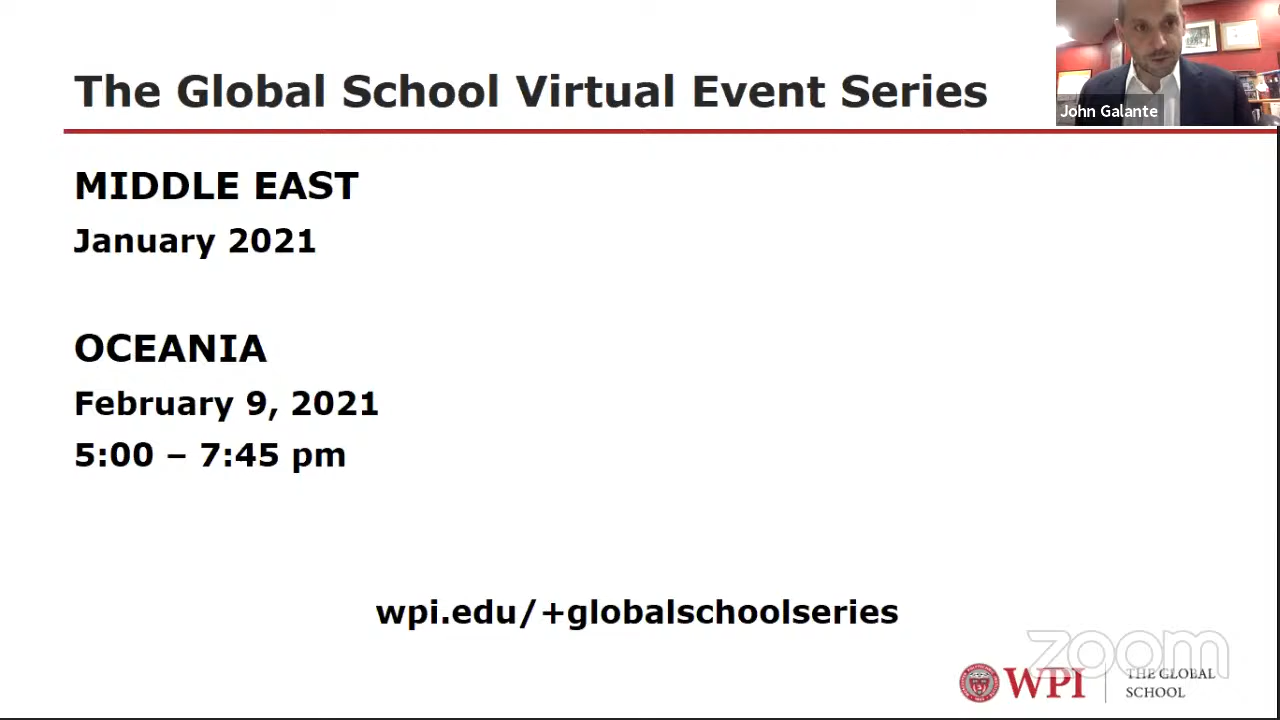 The Global School Virtual Event Series
John Galante
MIDDLE EAST
January 2021
OCEANIA
February 9, 2021
5:00 – 7:45 pm
wpi.edu/+globalschoolseries
zoom
WPI
THE GLOBAL
SCHOOL